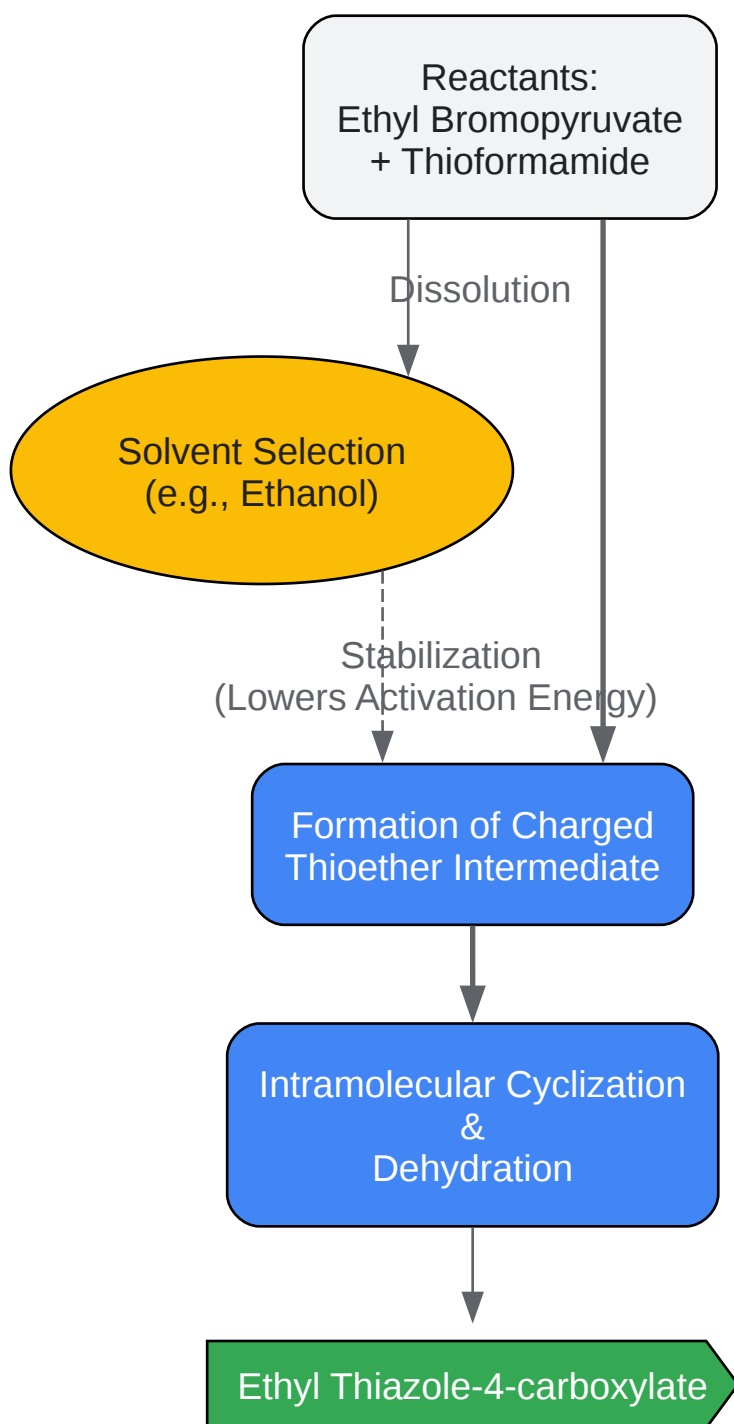 Reactants:
Ethyl Bromopyruvate
+ Thioformamide
Dissolution
Solvent Selection
(e.g., Ethanol)
Stabilization
(Lowers Activation Energy)
Formation of Charged
Thioether Intermediate
Intramolecular Cyclization
&
Dehydration
Ethyl Thiazole-4-carboxylate